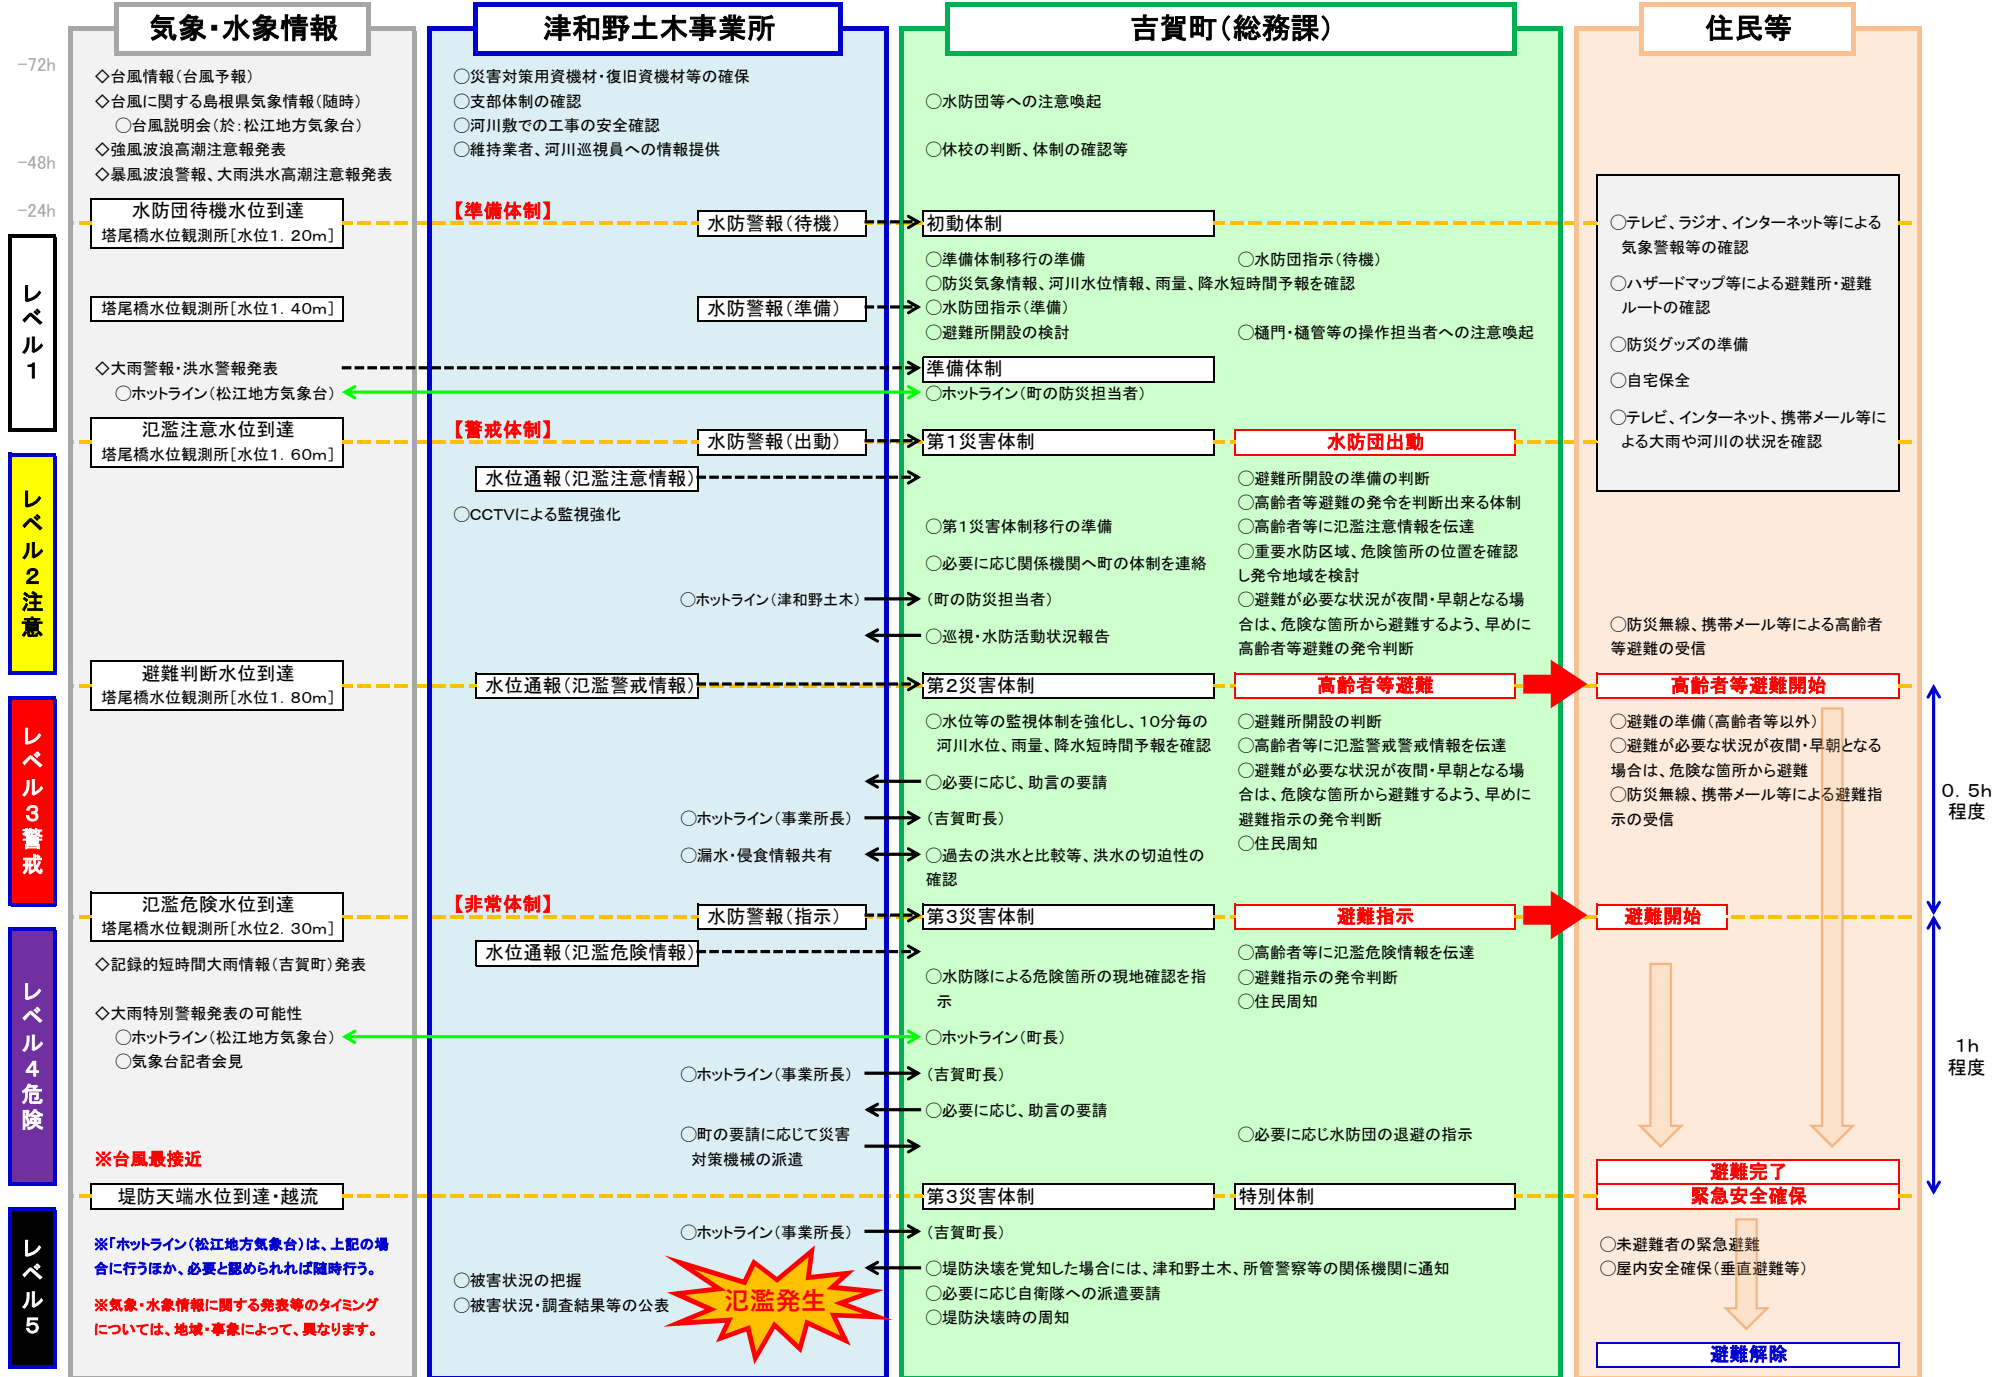 気象・水象情報
津和野土木事業所
吉賀町(総務課)
住民等
-72h
-48h
-24h
レベル1
レベル2注意
レベル3警戒
レベル4危険
レベル5
◇台風情報(台風予報)
◇台風に関する島根県気象情報(随時)
○台風説明会(於:松江地方気象台)
◇強風波浪高潮注意報発表
◇暴風波浪警報、大雨洪水高潮注意報発表
水防団待機水位到達
塔尾橋水位観測所[水位1.20m]
塔尾橋水位観測所[水位1.40m]
◇大雨警報・洪水警報発表
○ホットライン(松江地方気象台)
氾濫注意水位到達
塔尾橋水位観測所[水位1.60m]
避難判断水位到達
塔尾橋水位観測所[水位1.80m]
氾濫危険水位到達
塔尾橋水位観測所[水位2.30m]
◇記録的短時間大雨情報(吉賀町)発表
◇大雨特別警報発表の可能性
○ホットライン(松江地方気象台)
○気象台記者会見
※台風最接近
堤防天端水位到達・越流
※「ホットライン(松江地方気象台)は、上記の場
合に行うほか、必要と認められれば随時行う。
※気象・水象情報に関する発表等のタイミング
については、地域・事象によって、異なります。
○災害対策用資機材・復旧資機材等の確保
○支部体制の確認
○河川敷での工事の安全確認
○維持業者、河川巡視員への情報提供
【準備体制】
水防警報(待機)
水防警報(準備)
【警戒体制】
水防警報(出動)
水位通報(氾濫注意情報)
○CCTVによる監視強化
○ホットライン(津和野土木)
水位通報(氾濫警戒情報)
○ホットライン(事業所長)
○漏水・侵食情報共有
【非常体制】
水防警報(指示)
水位通報(氾濫危険情報)
○ホットライン(事業所長)
○町の要請に応じて災害
対策機械の派遣
○ホットライン(事業所長)
○被害状況の把握
○被害状況・調査結果等の公表
氾濫発生
○水防団等への注意喚起
○休校の判断、体制の確認等
初動体制
○準備体制移行の準備
○水防団指示(待機)
○防災気象情報、河川水位情報、雨量、降水短時間予報を確認
○水防団指示(準備)
○避難所開設の検討
○樋門・樋管等の操作担当者への注意喚起
準備体制
○ホットライン(町の防災担当者)
第1災害体制
水防団出動
○第1災害体制移行の準備
○必要に応じ関係機関へ町の体制を連絡
(町の防災担当者)
○巡視・水防活動状況報告
○避難所開設の準備の判断
○高齢者等避難の発令を判断出来る体制
○高齢者等に氾濫注意情報を伝達
○重要水防区域、危険箇所の位置を確認
し発令地域を検討
○避難が必要な状況が夜間・早朝となる場
合は、危険な箇所から避難するよう、早めに
高齢者等避難の発令判断
第2災害体制
高齢者等避難
○水位等の監視体制を強化し、10分毎の
河川水位、雨量、降水短時間予報を確認
○必要に応じ、助言の要請
(吉賀町長)
○過去の洪水と比較等、洪水の切迫性の
確認
○避難所開設の判断
○高齢者等に氾濫警戒警戒情報を伝達
○避難が必要な状況が夜間・早朝となる場
合は、危険な箇所から避難するよう、早めに
避難指示の発令判断
○住民周知
第3災害体制
避難指示
○水防隊による危険箇所の現地確認を指
示
○ホットライン(町長)
(吉賀町長)
○必要に応じ、助言の要請
○高齢者等に氾濫危険情報を伝達
○避難指示の発令判断
○住民周知
○必要に応じ水防団の退避の指示
第3災害体制
特別体制
(吉賀町長)
○堤防決壊を覚知した場合には、津和野土木、所管警察等の関係機関に通知
○必要に応じ自衛隊への派遣要請
○堤防決壊時の周知
○テレビ、ラジオ、インターネット等による
気象警報等の確認
○ハザードマップ等による避難所・避難
ルートの確認
○防災グッズの準備
○自宅保全
○テレビ、インターネット、携帯メール等に
よる大雨や河川の状況を確認
○防災無線、携帯メール等による高齢者
等避難の受信
高齢者等避難開始
○避難の準備(高齢者等以外)
○避難が必要な状況が夜間・早朝となる
場合は、危険な箇所から避難
○防災無線、携帯メール等による避難指
示の受信
避難開始
避難完了
緊急安全確保
○未避難者の緊急避難
○屋内安全確保(垂直避難等)
避難解除
0.5h
程度
1h
程度